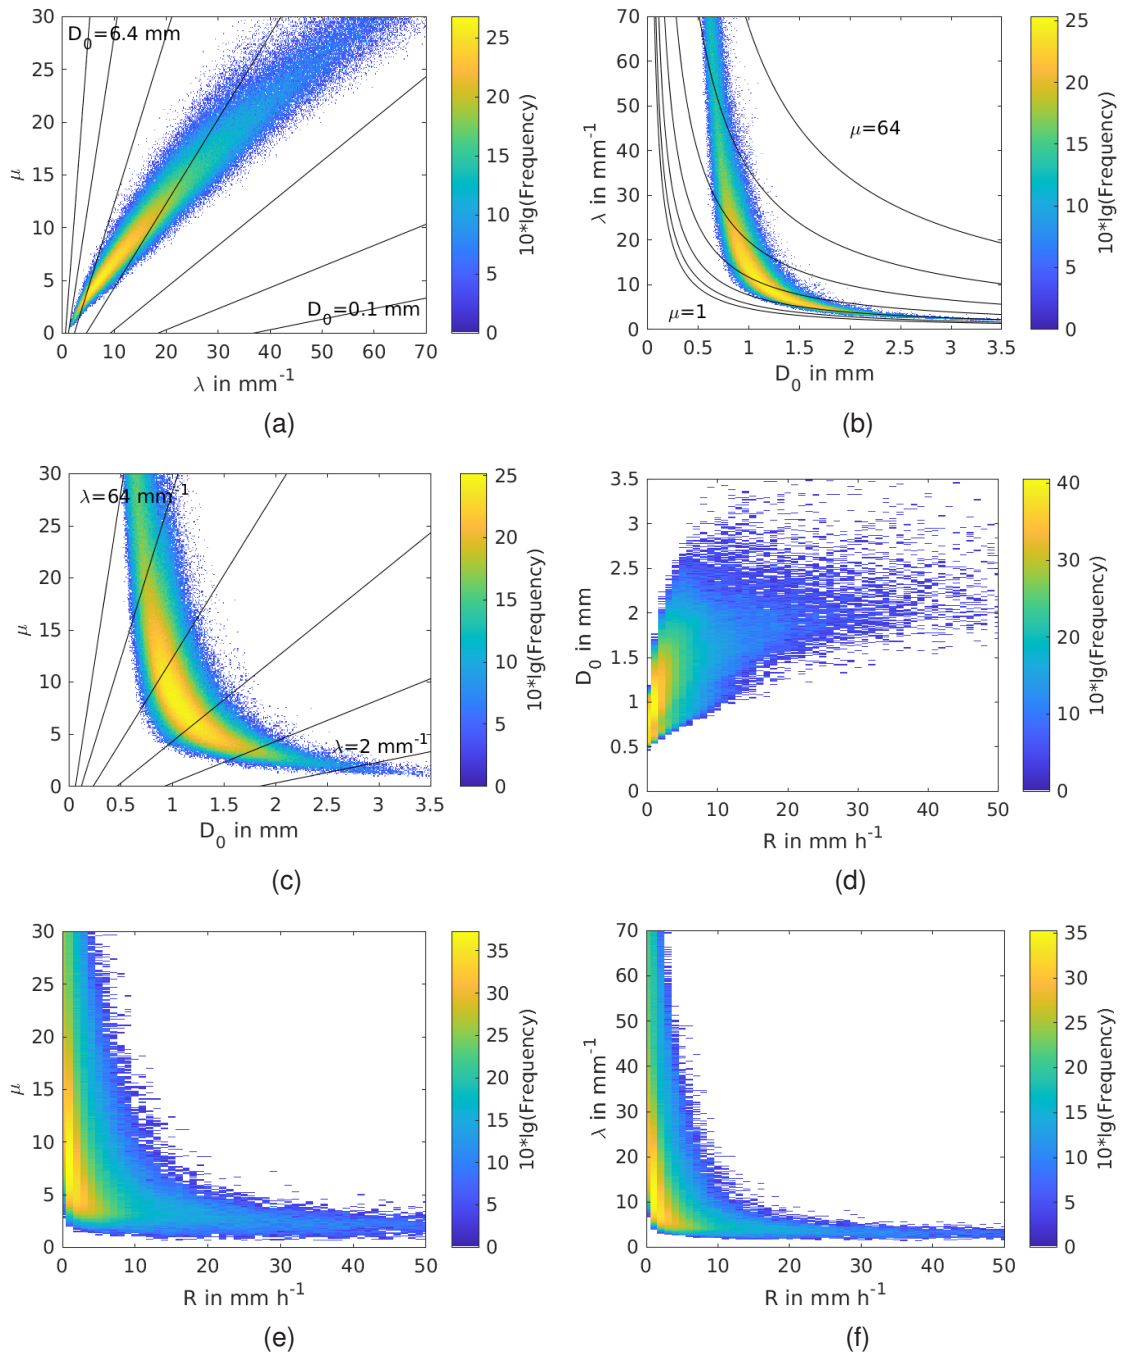 30
25
20
15
10
5
0
μ
D0=6.4 mm
D0=0.1 mm
0 10 20 30 40 50 60 70
λ in mm-1
25
20
15
10
5
0
10*lg(Frequency)
(a)
70
60
50
40
30
20
10
0
λ in mm-1
μ=64
μ=1
0 0.5 1 1.5 2 2.5 3 3.5
D0 in mm
25
20
15
10
5
0
10*lg(Frequency)
(b)
30
25
20
15
10
5
0
μ
λ=64 mm-1
λ=2 mm-1
0 0.5 1 1.5 2 2.5 3 3.5
D0 in mm
25
20
15
10
5
0
10*lg(Frequency)
(c)
3.5
3
2.5
2
1.5
1
0.5
0
D0 in mm
0 10 20 30 40 50
R in mm h-1
40
30
20
10
0
10*lg(Frequency)
(d)
30
25
20
15
10
5
0
μ
0 10 20 30 40 50
R in mm h-1
35
30
25
20
15
10
5
0
10*lg(Frequency)
(e)
70
60
50
40
30
20
10
0
λ in mm-1
0 10 20 30 40 50
R in mm h-1
35
30
25
20
15
10
5
0
10*lg(Frequency)
(f)